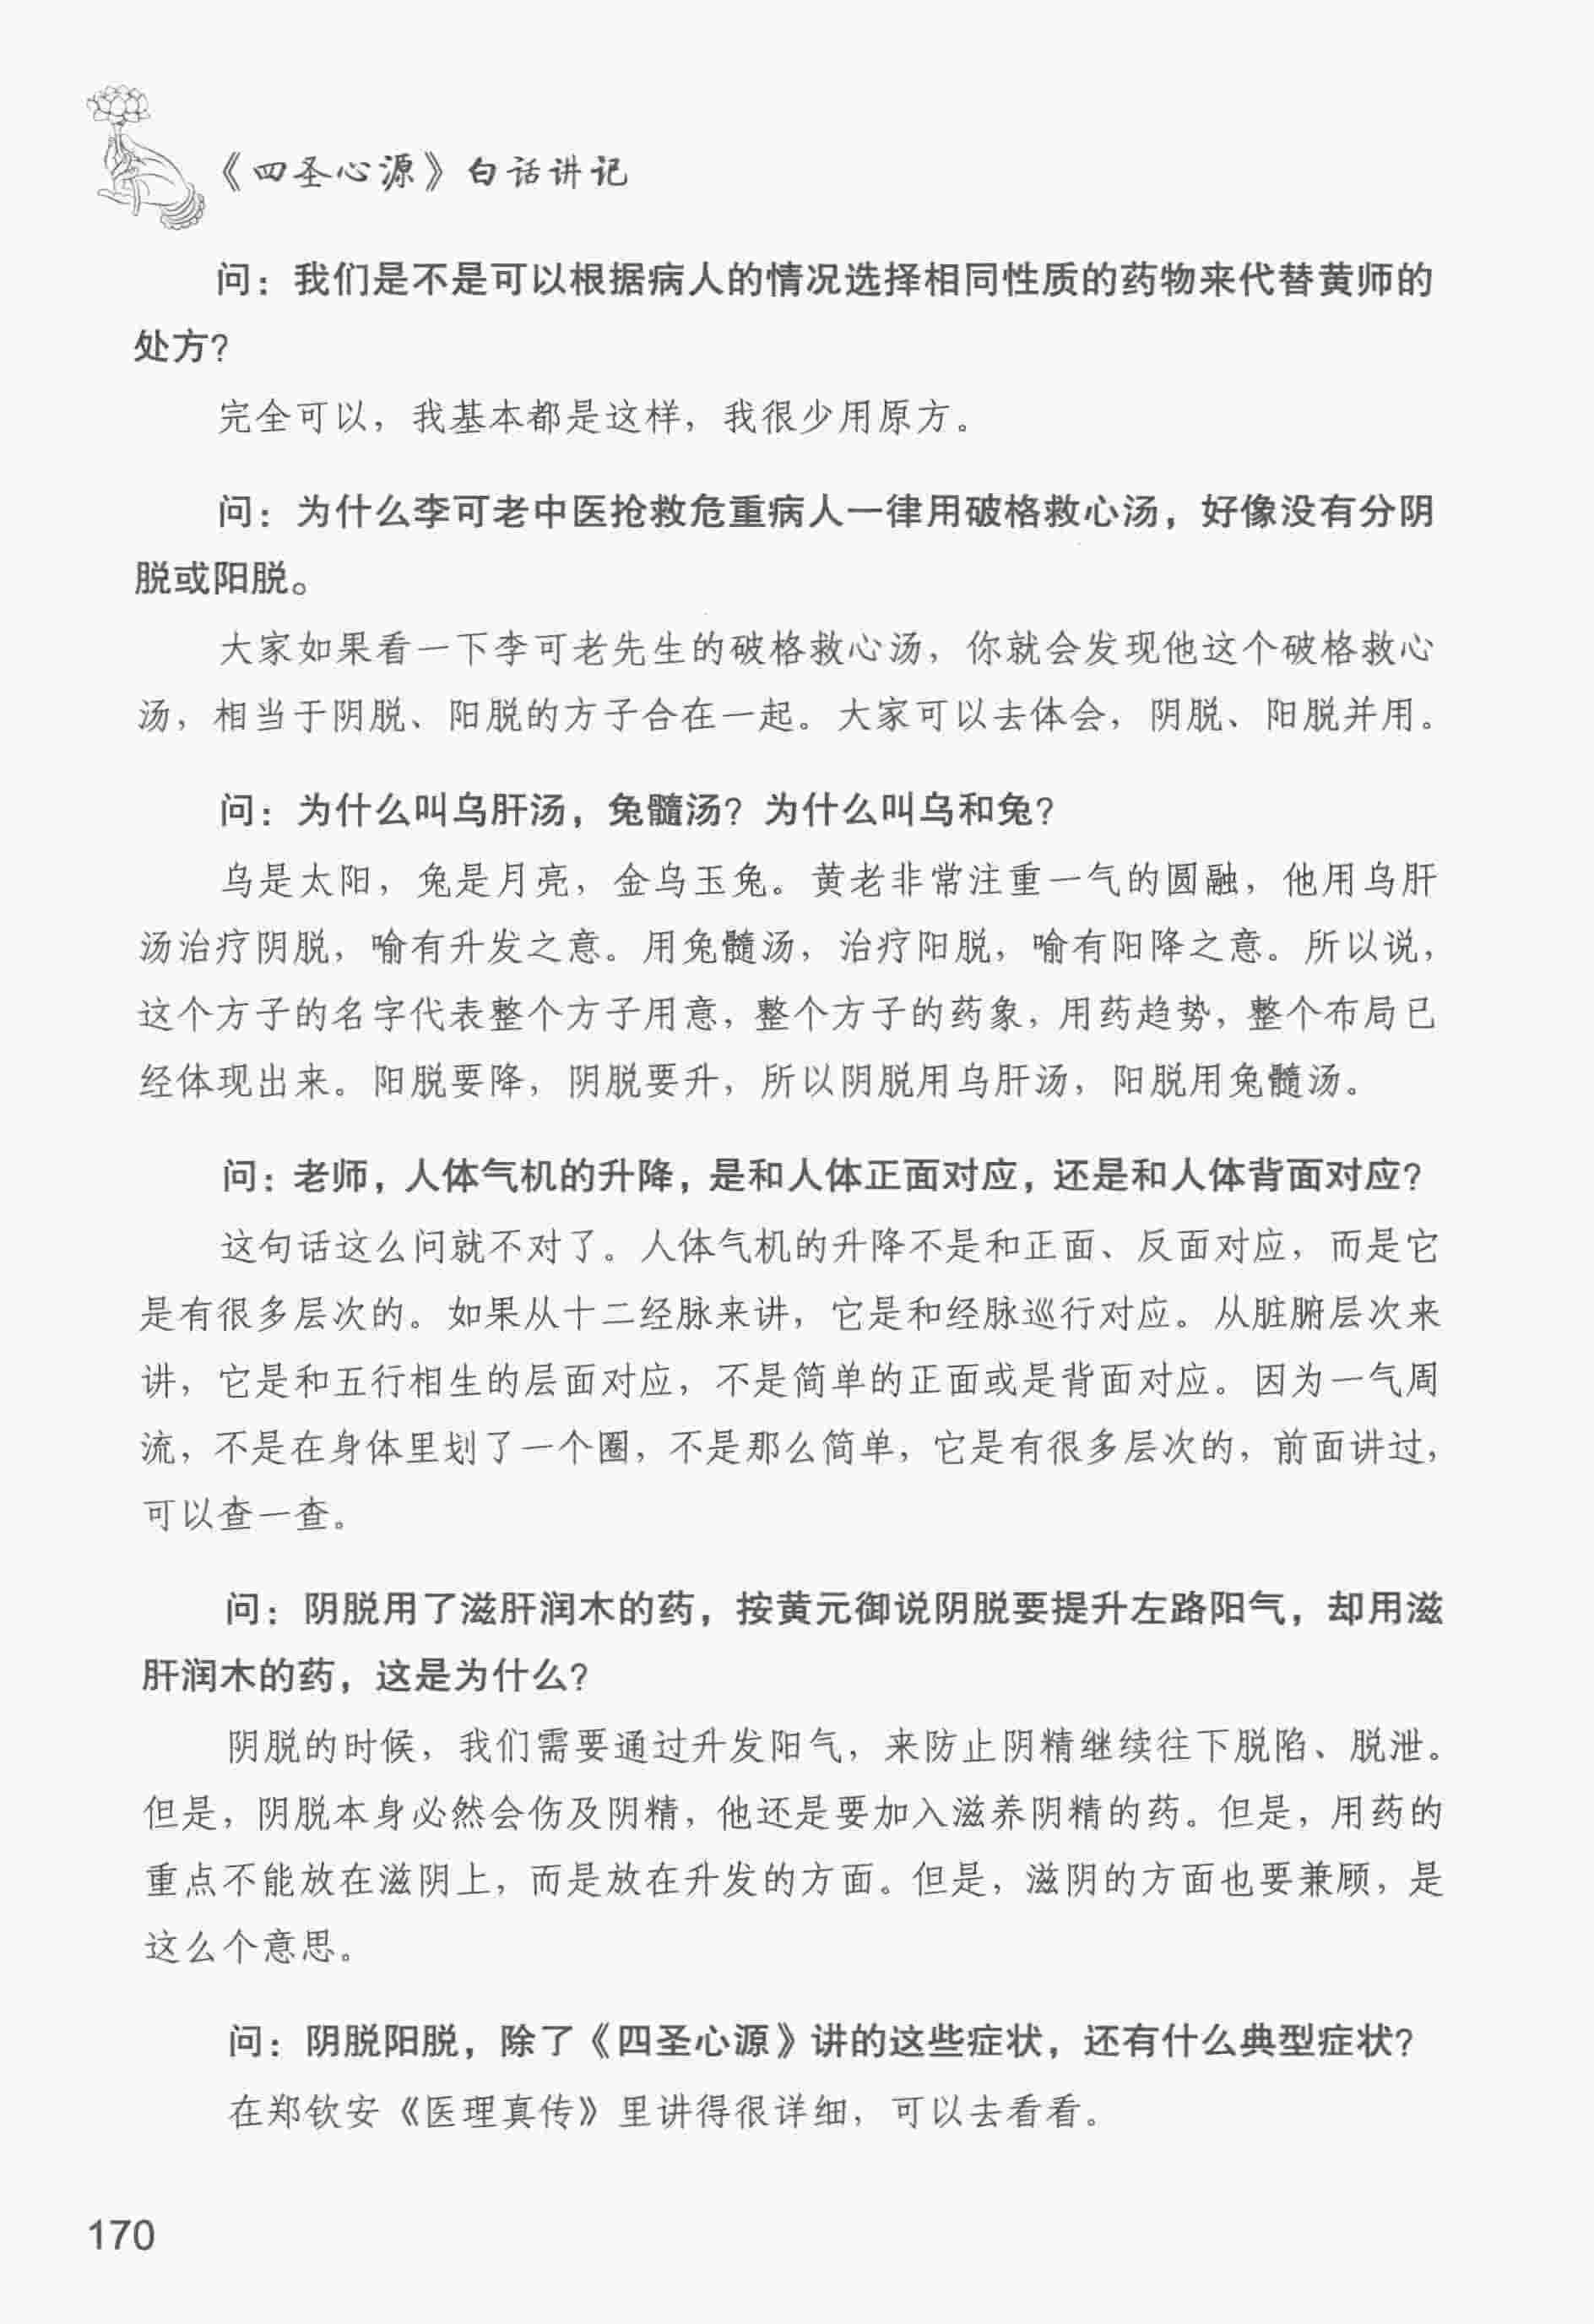 《四圣心源》白话讲记
问：我们是不是可以根据病人的情况选择相同性质的药物来代替黄师的
处方？
完全可以，我基本都是这样，我很少用原方。
问：为什么李可老中医抢救危重病人一律用破格救心汤，好像没有分阴
脱或阳脱。
大家如果看一下李可老先生的破格救心汤，你就会发现他这个破格救心
汤，相当于阴脱、阳脱的方子合在一起。大家可以去体会，阴脱、阳脱并用。
问：为什么叫乌肝汤，兔髓汤？为什么叫乌和兔？
乌是太阳，兔是月亮，金乌玉兔。黄老非常注重一气的圆融，他用乌肝
汤治疗阴脱，喻有升发之意。用兔髓汤，治疗阳脱，喻有阳降之意。所以说，
这个方子的名字代表整个方子用意，整个方子的药象，用药趋势，整个布局已
经体现出来。阳脱要降，阴脱要升，所以阴脱用乌肝汤，阳脱用兔髓汤。
问：老师，人体气机的升降，是和人体正面对应，还是和人体背面对应？
这句话这么问就不对了。人体气机的升降不是和正面、反面对应，而是它
是有很多层次的。如果从十二经脉来讲，它是和经脉巡行对应。从脏腑层次来
讲，它是和五行相生的层面对应，不是简单的正面或是背面对应。因为一气周
流，不是在身体里划了一个圈，不是那么简单，它是有很多层次的，前面讲过，
可以查一查。
问：阴脱用了滋肝润木的药，按黄元御说阴脱要提升左路阳气，却用滋
肝润木的药，这是为什么？
阴脱的时候，我们需要通过升发阳气，来防止阴精继续往下脱陷、脱泄。
但是，阴脱本身必然会伤及阴精，他还是要加入滋养阴精的药。但是，用药的
重点不能放在滋阴上，而是放在升发的方面。但是，滋阴的方面也要兼顾，是
这么个意思。
问：阴脱阳脱，除了《四圣心源》讲的这些症状，还有什么典型症状？
在郑钦安《医理真传》里讲得很详细，可以去看看。
170